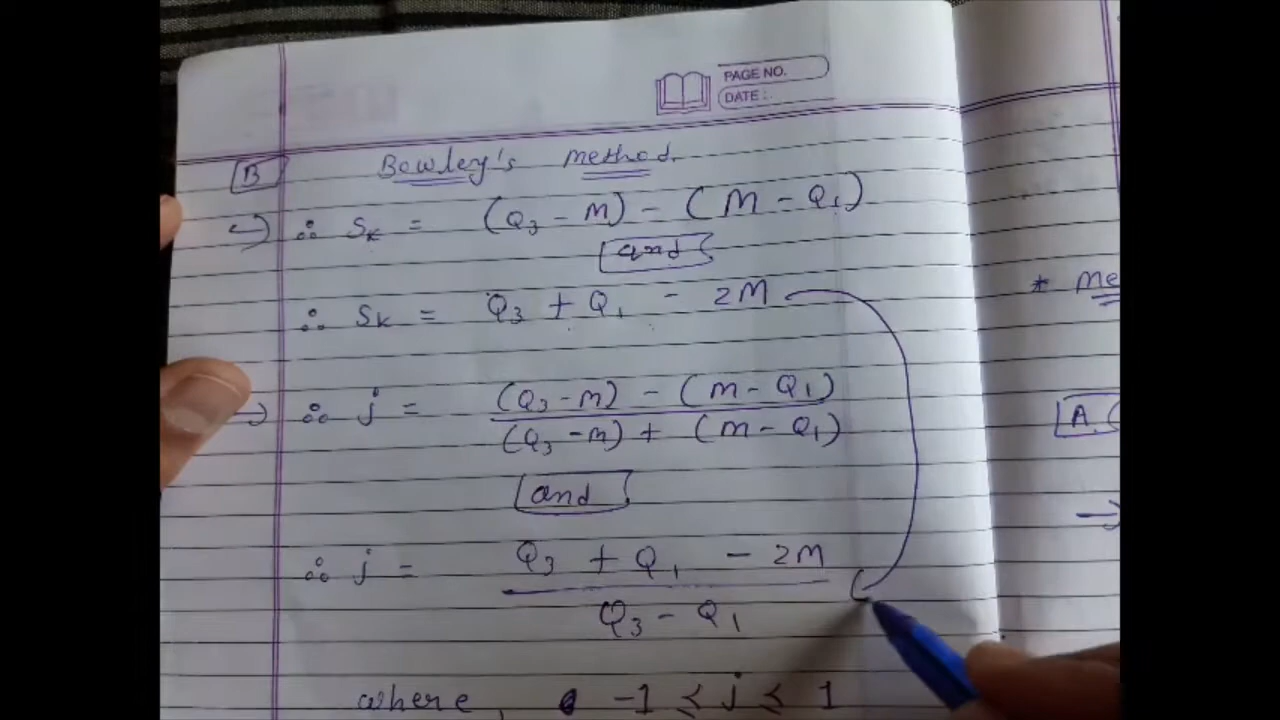 PAGE NO.
DATE :
B Bowley's method.
∴ Sk = (Q3 - M) - (M - Q1)
and
∴ Sk = Q3 + Q1 - 2M
→ ∴ j = (Q3 - M) - (M - Q1)
(Q3 - M) + (M - Q1)
and
∴ j = Q3 + Q1 - 2M
Q3 - Q1
where, -1 ≤ j ≤ 1
* Me
A.
→